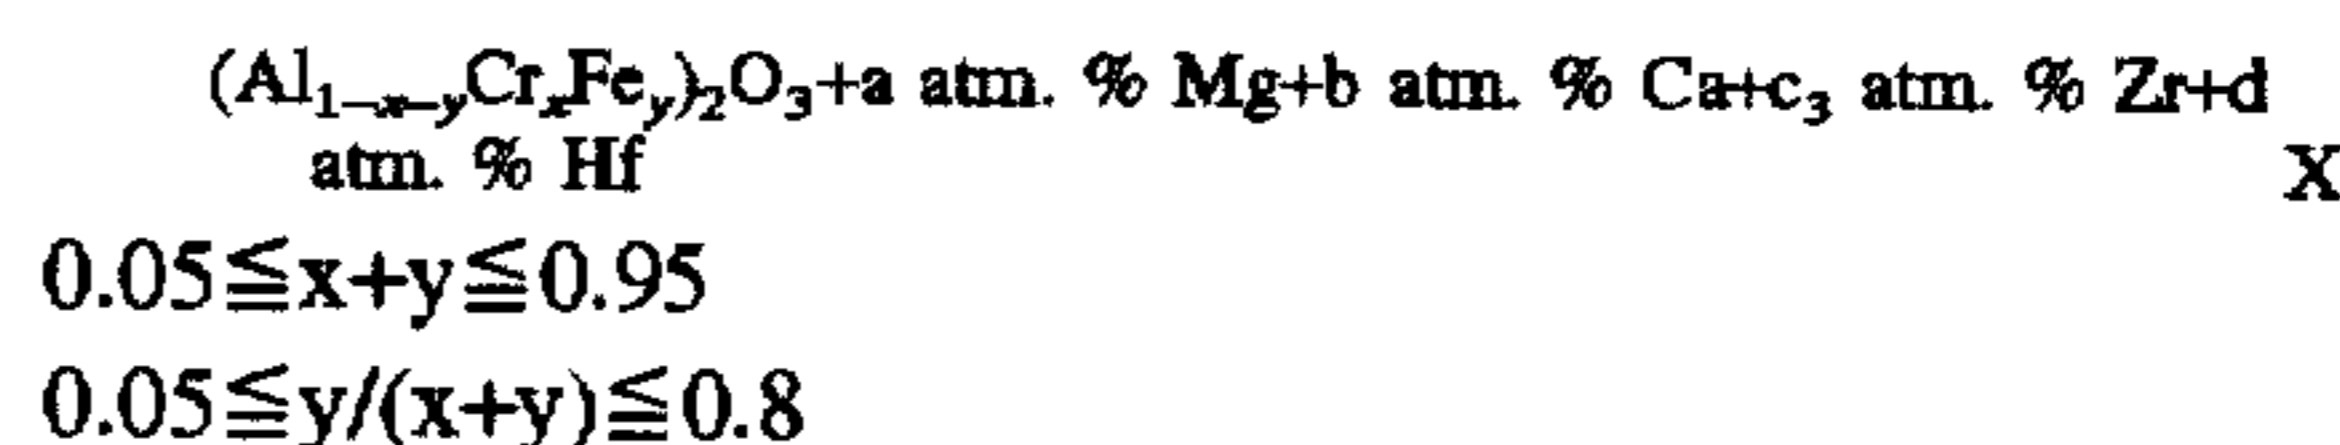 (Al₁₋ₓ₋yCrₓFey)₂O₃+a atm. % Mg+b atm. % Ca+c₃ atm. % Zr+d
atm. % Hf X
0.05≦x+y≦0.95
0.05≦y/(x+y)≦0.8